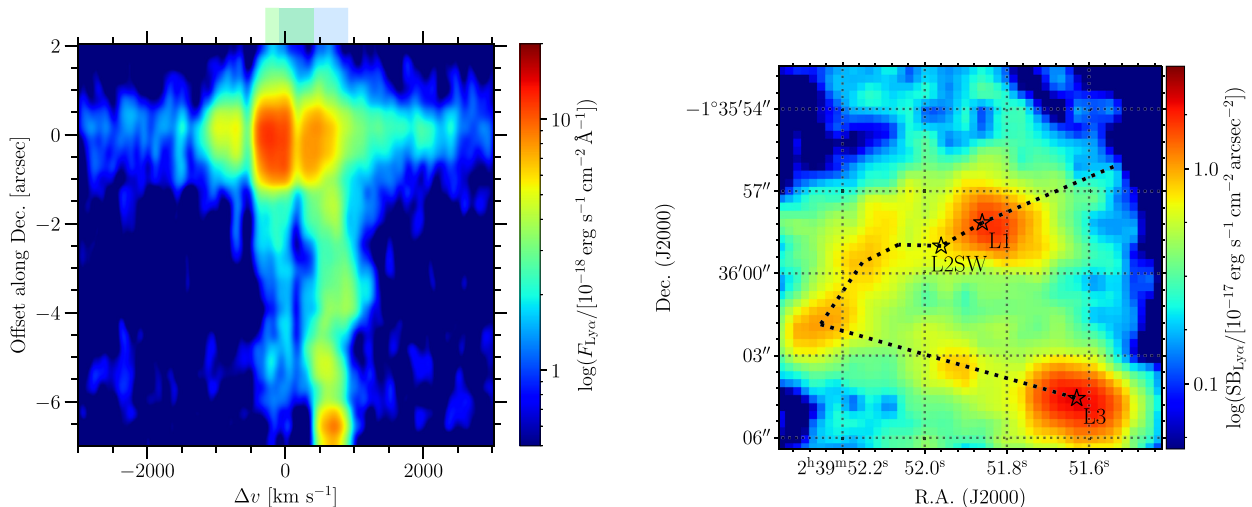 2
0
−2
−4
−6
Offset along Dec. [arcsec]
−2000
0
2000
Δv [km s⁻¹]
10
1
log(F_Lyα/[10⁻¹⁸ erg s⁻¹ cm⁻² Å⁻¹])
−1°35′54″
57″
36′00″
03″
06″
Dec. (J2000)
L1
L2SW
L3
2ʰ39ᵐ52.2ˢ
52.0ˢ
51.8ˢ
51.6ˢ
R.A. (J2000)
1.0
0.1
log(SB_Lyα/[10⁻¹⁷ erg s⁻¹ cm⁻² arcsec⁻²])